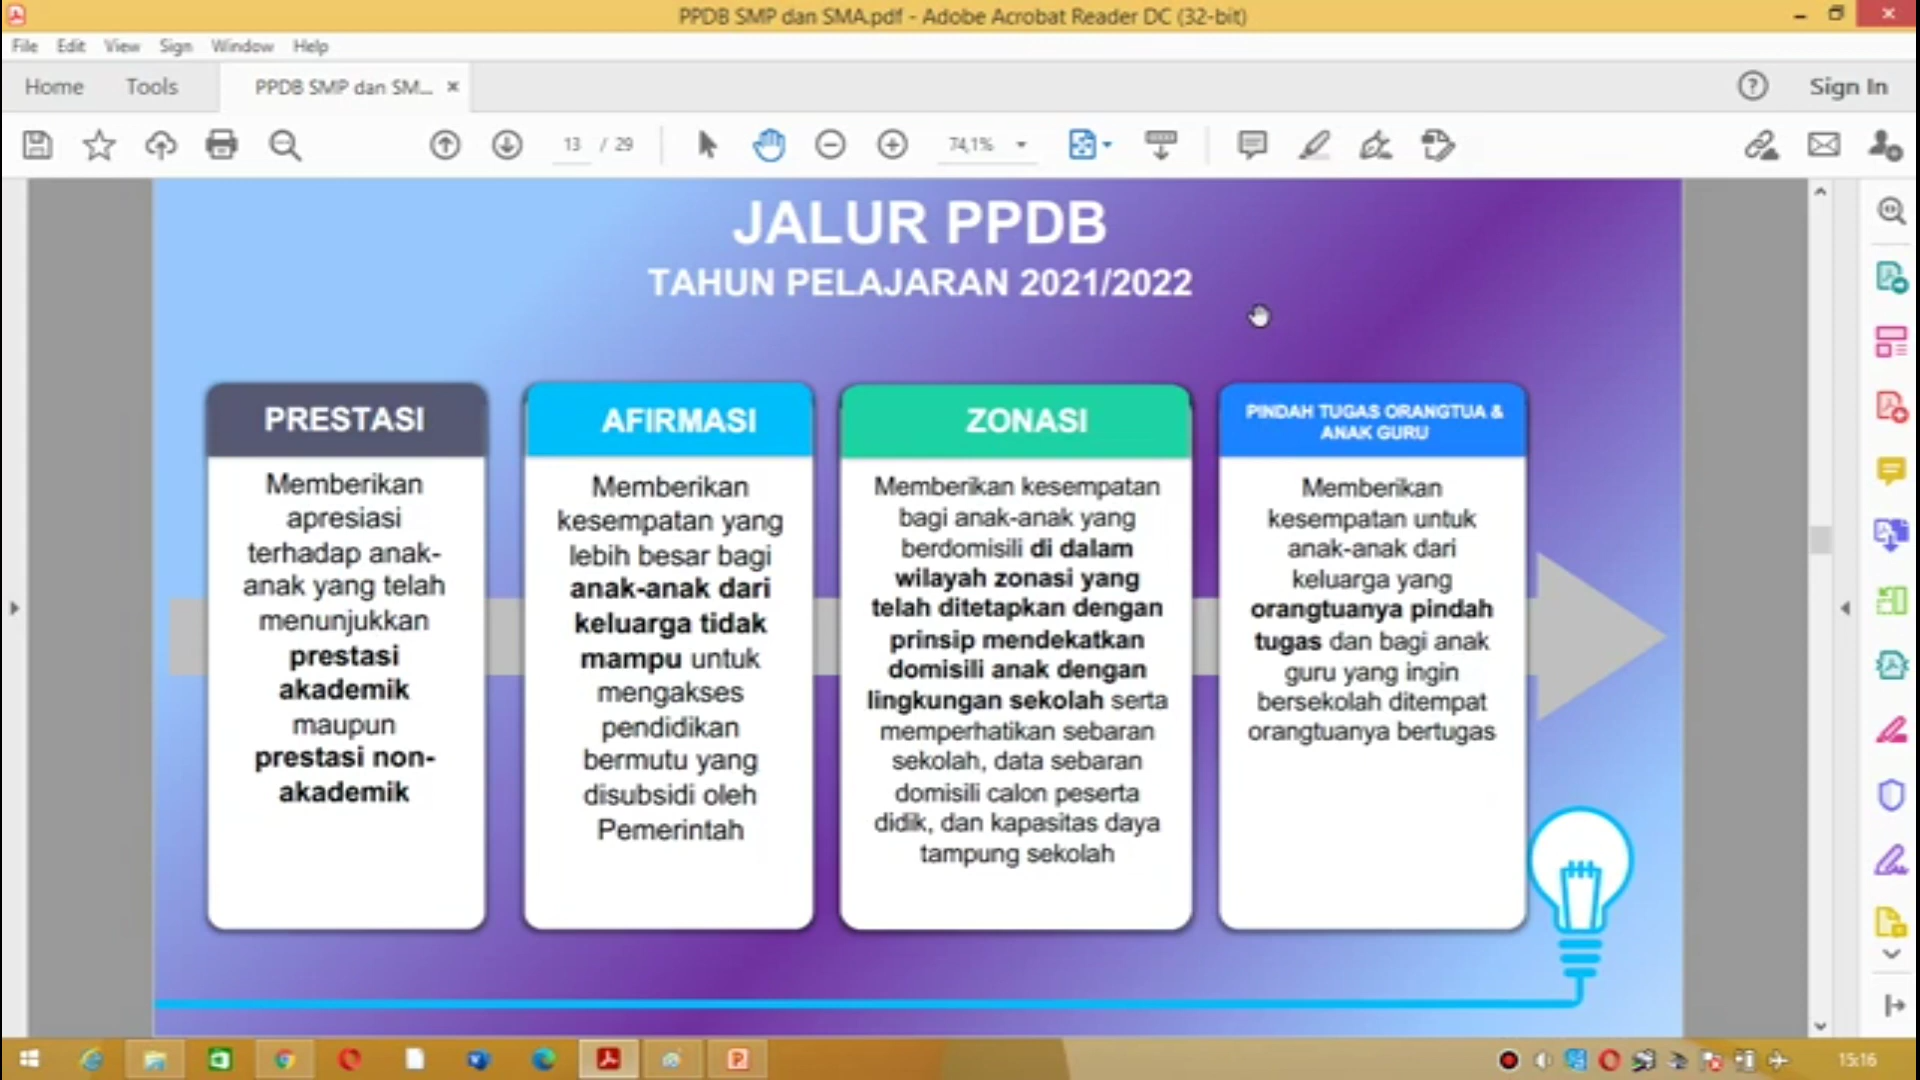 PPDB SMP dan SMA.pdf - Adobe Acrobat Reader DC (32-bit)
File Edit View Sign Window Help
Home Tools PPDB SMP dan SM... × Sign In
13 / 29 74,1%
JALUR PPDB
TAHUN PELAJARAN 2021/2022
PRESTASI
Memberikan
apresiasi
terhadap anak-
anak yang telah
menunjukkan
prestasi
akademik
maupun
prestasi non-
akademik
AFIRMASI
Memberikan
kesempatan yang
lebih besar bagi
anak-anak dari
keluarga tidak
mampu untuk
mengakses
pendidikan
bermutu yang
disubsidi oleh
Pemerintah
ZONASI
Memberikan kesempatan
bagi anak-anak yang
berdomisili di dalam
wilayah zonasi yang
telah ditetapkan dengan
prinsip mendekatkan
domisili anak dengan
lingkungan sekolah serta
memperhatikan sebaran
sekolah, data sebaran
domisili calon peserta
didik, dan kapasitas daya
tampung sekolah
PINDAH TUGAS ORANGTUA &
ANAK GURU
Memberikan
kesempatan untuk
anak-anak dari
keluarga yang
orangtuanya pindah
tugas dan bagi anak
guru yang ingin
bersekolah ditempat
orangtuanya bertugas
15:16